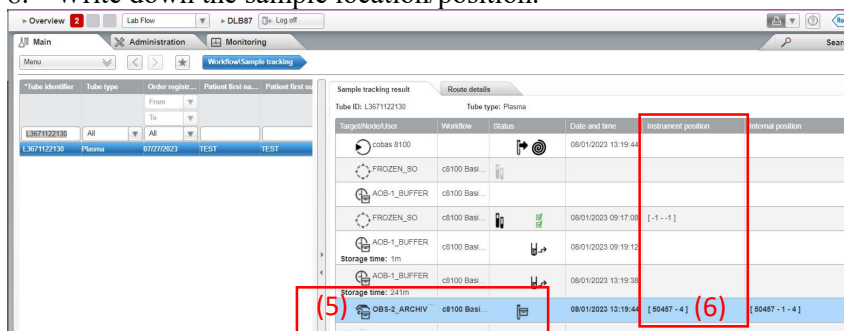 6. Write down the sample location/position.
Overview 2 Lab Flow DLB87 Log off
Main Administration Monitoring Sear
Menu Workflow\Sample tracking
*Tube identifier Tube type Order registr... Patient first na... Patient first su
From
To
L3671122130 All All
L3671122130 Plasma 07/27/2023 TEST TEST
Sample tracking result Route details
Tube ID: L3671122130 Tube type: Plasma
Target/Node/User Workflow Status Date and time Instrument position Internal position
cobas 8100 08/01/2023 13:19:44
FROZEN_SO c8100 Basi...
AOB-1_BUFFER c8100 Basi...
FROZEN_SO c8100 Basi... 08/01/2023 09:17:08 [ -1 - -1 ]
AOB-1_BUFFER c8100 Basi... 08/01/2023 09:19:12
Storage time: 1m
AOB-1_BUFFER c8100 Basi... 08/01/2023 13:19:38
Storage time: 241m
(5) OBS-2_ARCHIV c8100 Basi... 08/01/2023 13:19:44 [ 50457 - 4 ] (6) [ 50457 - 1 - 4 ]